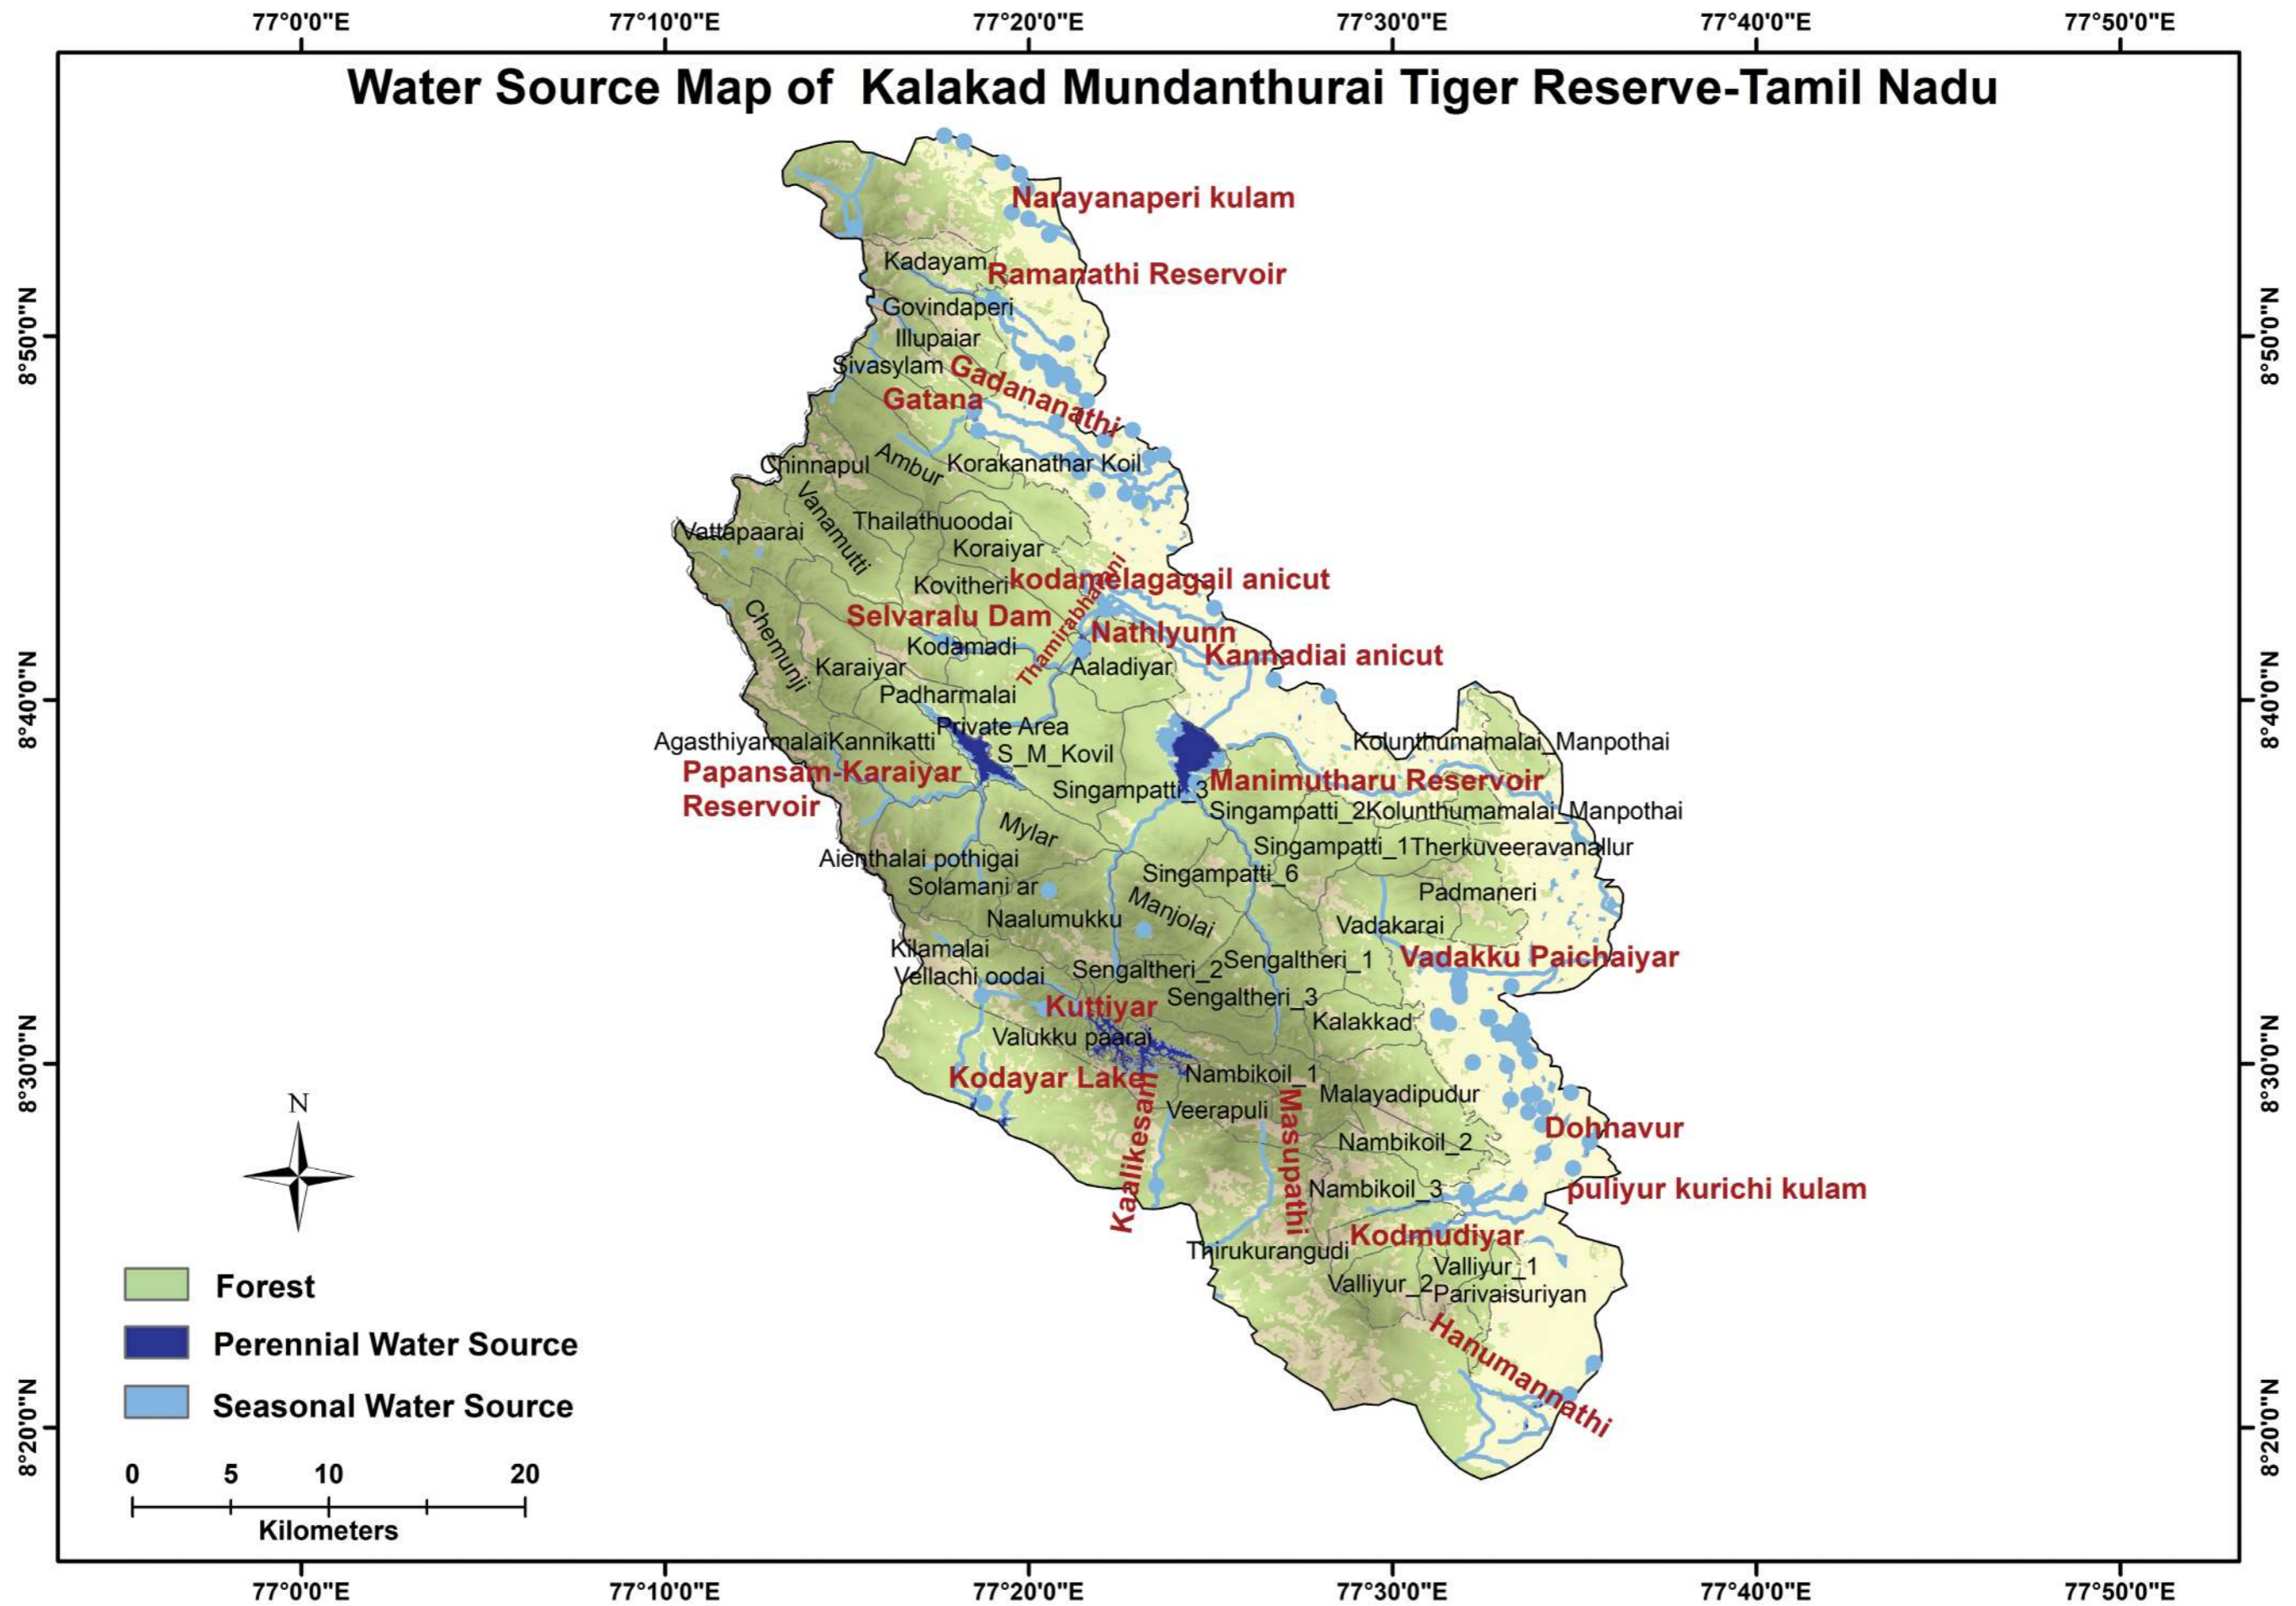 77°0'0"E 77°10'0"E 77°20'0"E 77°30'0"E 77°40'0"E 77°50'0"E
Water Source Map of Kalakad Mundanthurai Tiger Reserve-Tamil Nadu
Narayanaperi kulam
Kadayam
Ramanathi Reservoir
Govindaperi
8°50'0"N
8°50'0"N
Illupaiar
Sivasylam
Gadananathi
Gatana
Chinnapul
Ambur
Korakanathar Koil
Vanamutti
Thailathuoodai
Vattapaarai
Koraiyar
Kovitheri
kodamelagagail anicut
Thamirabharani
Selvaralu Dam
Nathlyunn
Chemunji
Kodamadi
Kannadiai anicut
Karaiyar
Aaladiyar
Padharmalai
8°40'0"N
8°40'0"N
Private Area
Agasthiyarmalai
Kannikatti
S_M_Kovil
Kolunthumamalai_Manpothai
Papansam-Karaiyar
Reservoir
Manimutharu Reservoir
Singampatti_3
Singampatti_2
Kolunthumamalai_Manpothai
Mylar
Singampatti_1
Therkuveeravanallur
Aienthalai pothigai
Singampatti_6
Solamani ar
Padmaneri
Manjolai
Naalumukku
Vadakarai
Kilamalai
Vadakku Paichaiyar
Sengaltheri_1
Vellachi oodai
Sengaltheri_2
Sengaltheri_3
Kuttiyar
Kalakkad
Valukku paarai
8°30'0"N
8°30'0"N
Kodayar Lake
Nambikoil_1
Malayadipudur
Veerapuli
Kaalikesam
Masupathi
Dohnavur
Nambikoil_2
Nambikoil_3
puliyur kurichi kulam
Kodmudiyar
Thirukurangudi
Valliyur_1
Valliyur_2
Parivaisuriyan
Hanumannathi
N
Forest
Perennial Water Source
Seasonal Water Source
8°20'0"N
8°20'0"N
0 5 10 20
Kilometers
77°0'0"E 77°10'0"E 77°20'0"E 77°30'0"E 77°40'0"E 77°50'0"E